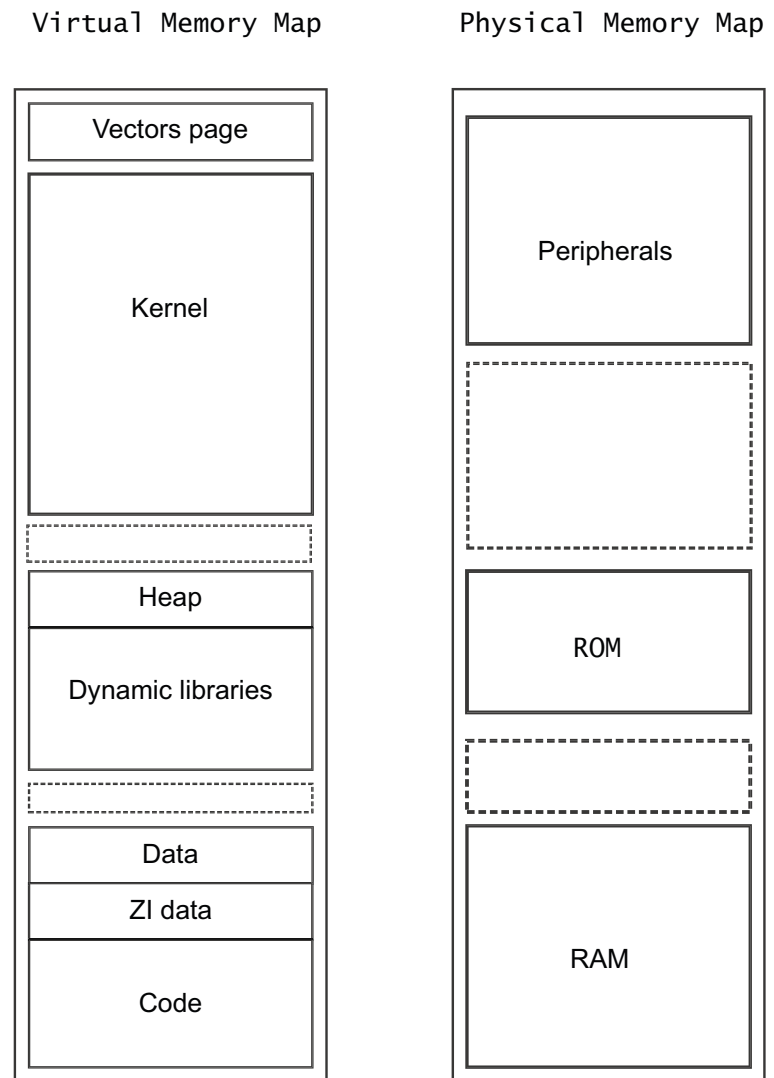 Virtual Memory Map
Physical Memory Map
Vectors page
Kernel
Heap
Dynamic libraries
Data
ZI data
Code
Peripherals
ROM
RAM